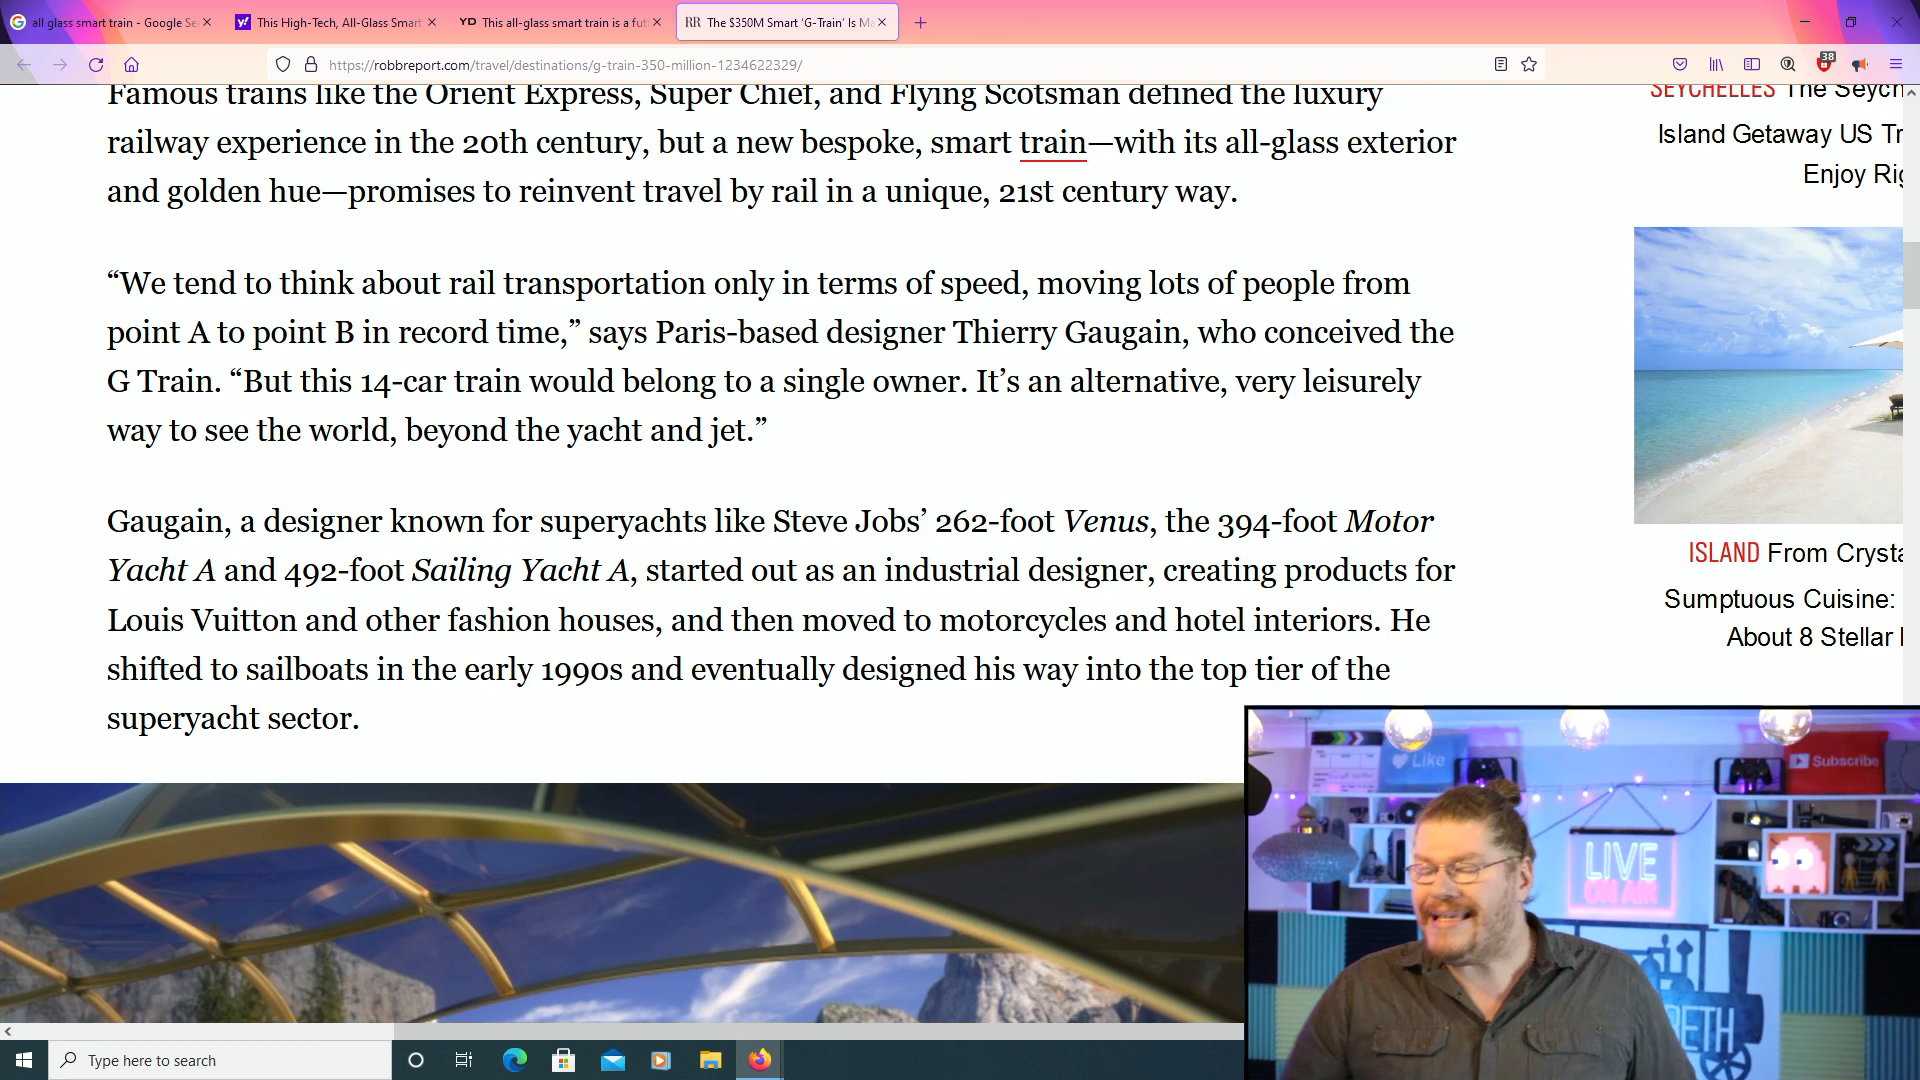 all glass smart train - Google Se
This High-Tech, All-Glass Smart
YD This all-glass smart train is a fut
RR The $350M Smart ‘G-Train’ Is Ma
https://robbreport.com/travel/destinations/g-train-350-million-1234622329/
38
Famous trains like the Orient Express, Super Chief, and Flying Scotsman defined the luxury
railway experience in the 20th century, but a new bespoke, smart train—with its all-glass exterior
and golden hue—promises to reinvent travel by rail in a unique, 21st century way.
“We tend to think about rail transportation only in terms of speed, moving lots of people from
point A to point B in record time,” says Paris-based designer Thierry Gaugain, who conceived the
G Train. “But this 14-car train would belong to a single owner. It’s an alternative, very leisurely
way to see the world, beyond the yacht and jet.”
Gaugain, a designer known for superyachts like Steve Jobs’ 262-foot Venus, the 394-foot Motor
Yacht A and 492-foot Sailing Yacht A, started out as an industrial designer, creating products for
Louis Vuitton and other fashion houses, and then moved to motorcycles and hotel interiors. He
shifted to sailboats in the early 1990s and eventually designed his way into the top tier of the
superyacht sector.
SEYCHELLES The Seych
Island Getaway US Tr
Enjoy Rig
ISLAND From Crysta
Sumptuous Cuisine:
About 8 Stellar
Like
Subscribe
LIVE
ON AIR
BETH
Type here to search